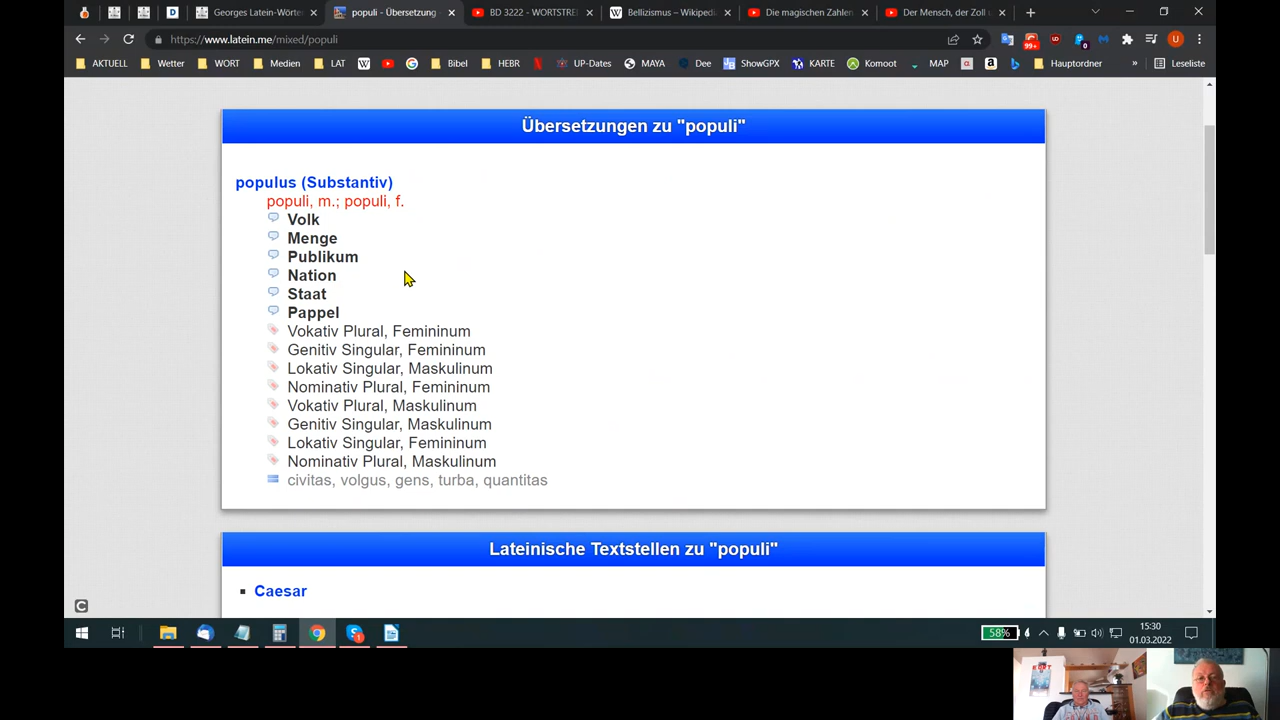 Georges Latein-Wörter
populi - Übersetzung
BD 3222 - WORTSTRE
Bellizismus – Wikipedi
Die magischen Zahlen
Der Mensch, der Zoll u
https://www.latein.me/mixed/populi
99+
0
U
AKTUELL
Wetter
WORT
Medien
LAT
Bibel
HEBR
UP-Dates
MAYA
Dee
ShowGPX
KARTE
Komoot
MAP
Hauptordner
»
Leseliste
Übersetzungen zu "populi"
populus (Substantiv)
populi, m.; populi, f.
Volk
Menge
Publikum
Nation
Staat
Pappel
Vokativ Plural, Femininum
Genitiv Singular, Femininum
Lokativ Singular, Maskulinum
Nominativ Plural, Femininum
Vokativ Plural, Maskulinum
Genitiv Singular, Maskulinum
Lokativ Singular, Femininum
Nominativ Plural, Maskulinum
civitas, volgus, gens, turba, quantitas
Lateinische Textstellen zu "populi"
Caesar
58%
15:30
01.03.2022